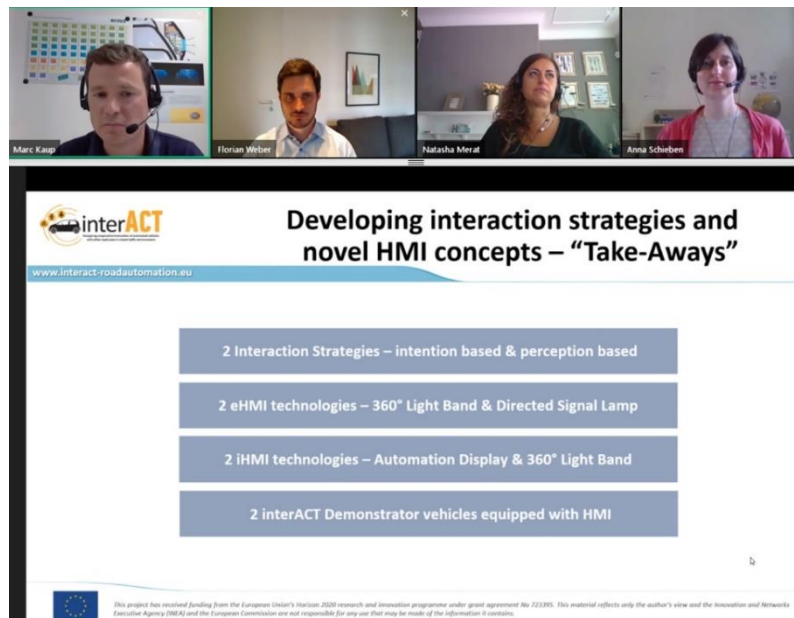 Marc Kaup
Florian Weber
Natasha Merat
Anna Schieben
interACT
www.interact-roadautomation.eu
Developing interaction strategies and
novel HMI concepts – “Take-Aways”
2 Interaction Strategies – intention based & perception based
2 eHMI technologies – 360° Light Band & Directed Signal Lamp
2 iHMI technologies – Automation Display & 360° Light Band
2 interACT Demonstrator vehicles equipped with HMI
This project has received funding from the European Union's Horizon 2020 research and innovation programme under grant agreement No 723395. This material reflects only the author's view and the Innovation and Networks
Executive Agency (INEA) and the European Commission are not responsible for any use that may be made of the information it contains.